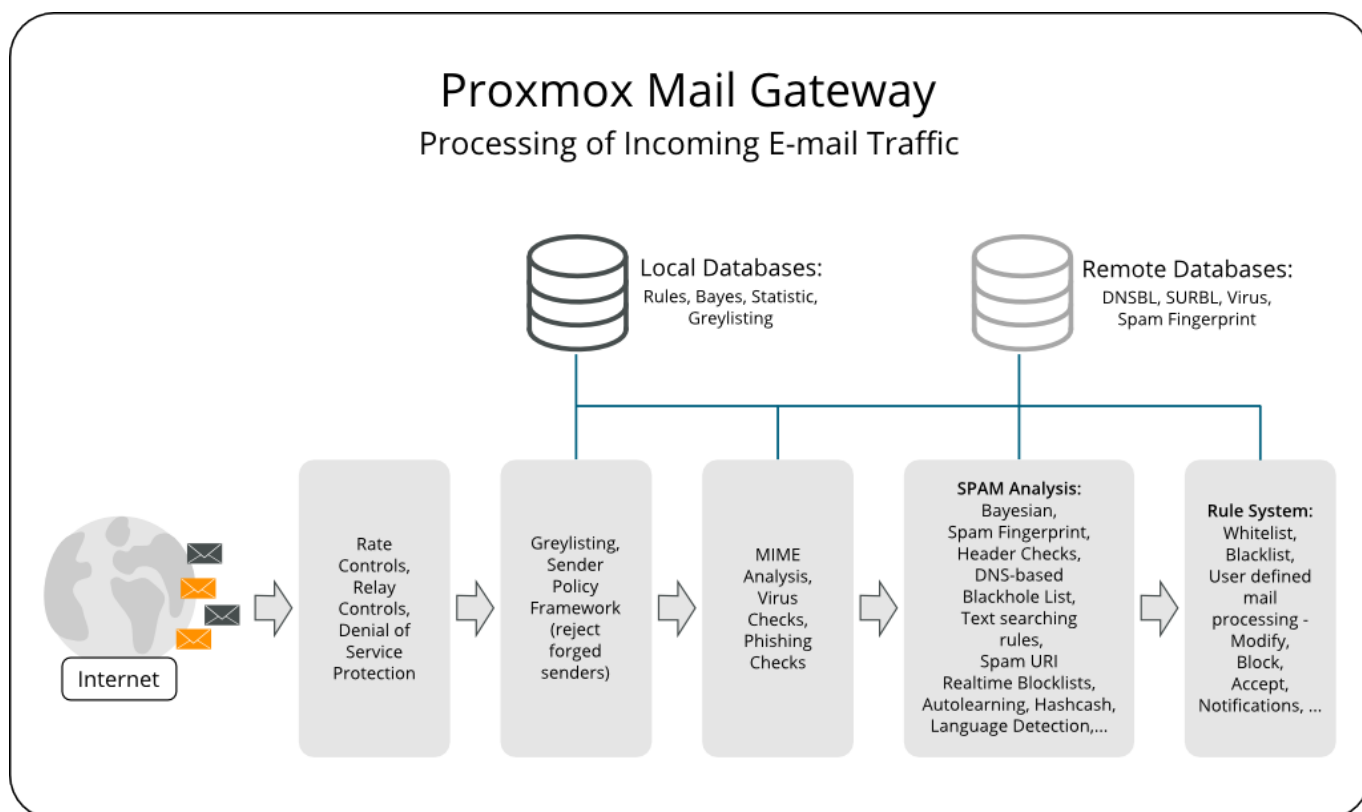 Proxmox Mail Gateway
Processing of Incoming E-mail Traffic
Local Databases:
Rules, Bayes, Statistic,
Greylisting
Remote Databases:
DNSBL, SURBL, Virus,
Spam Fingerprint
Internet
Rate
Controls,
Relay
Controls,
Denial of
Service
Protection
Greylisting,
Sender
Policy
Framework
(reject
forged
senders)
MIME
Analysis,
Virus
Checks,
Phishing
Checks
SPAM Analysis:
Bayesian,
Spam Fingerprint,
Header Checks,
DNS-based
Blackhole List,
Text searching
rules,
Spam URI
Realtime Blocklists,
Autolearning, Hashcash,
Language Detection,...
Rule System:
Whitelist,
Blacklist,
User defined
mail
processing -
Modify,
Block,
Accept,
Notifications, ...